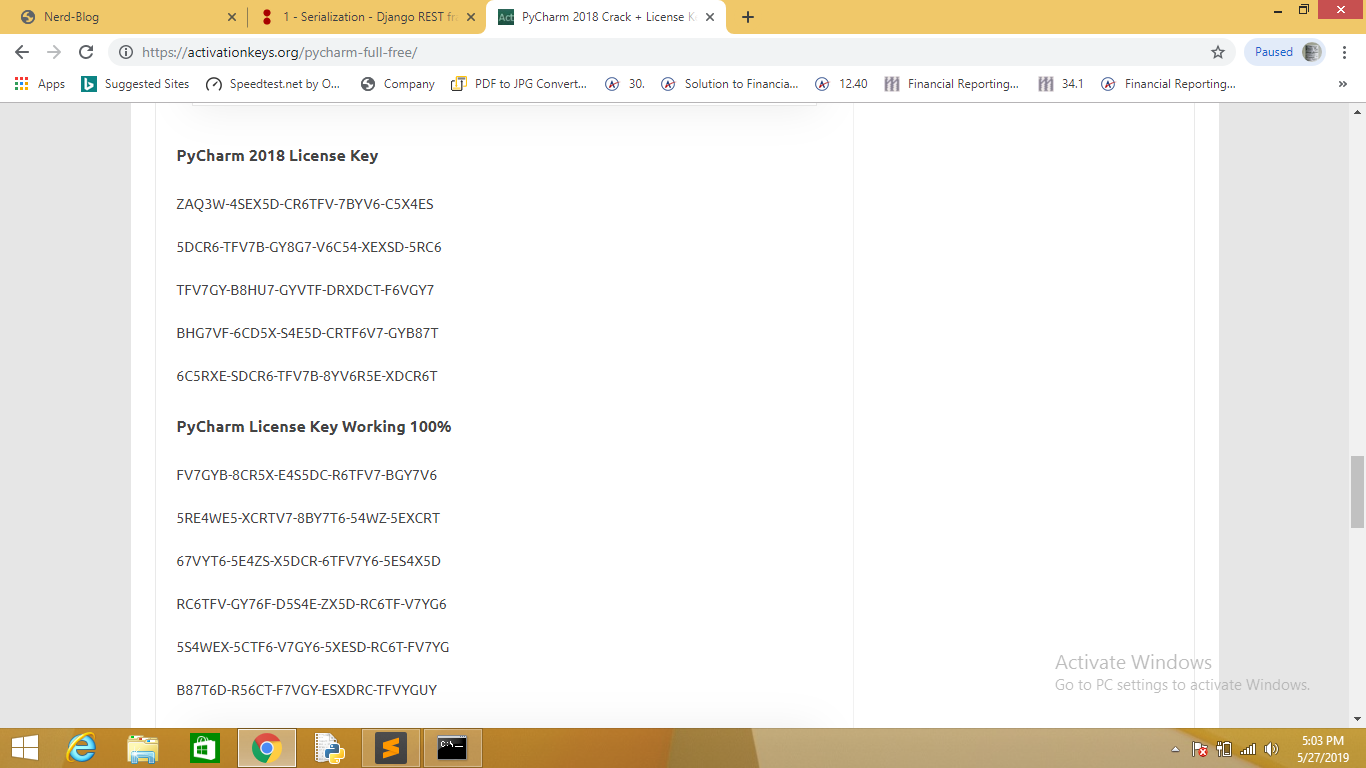 Nerd-Blog
1 - Serialization - Django REST fr
Act PyCharm 2018 Crack + License K
https://activationkeys.org/pycharm-full-free/
Paused
Apps
Suggested Sites
Speedtest.net by O...
Company
PDF to JPG Convert...
30.
Solution to Financia...
12.40
Financial Reporting...
34.1
Financial Reporting...
PyCharm 2018 License Key
ZAQ3W-4SEX5D-CR6TFV-7BYV6-C5X4ES
5DCR6-TFV7B-GY8G7-V6C54-XEXSD-5RC6
TFV7GY-B8HU7-GYVTF-DRXDCT-F6VGY7
BHG7VF-6CD5X-S4E5D-CRTF6V7-GYB87T
6C5RXE-SDCR6-TFV7B-8YV6R5E-XDCR6T
PyCharm License Key Working 100%
FV7GYB-8CR5X-E4S5DC-R6TFV7-BGY7V6
5RE4WE5-XCRTV7-8BY7T6-54WZ-5EXCRT
67VYT6-5E4ZS-X5DCR-6TFV7Y6-5ES4X5D
RC6TFV-GY76F-D5S4E-ZX5D-RC6TF-V7YG6
5S4WEX-5CTF6-V7GY6-5XESD-RC6T-FV7YG
B87T6D-R56CT-F7VGY-ESXDRC-TFVYGUY
Activate Windows
Go to PC settings to activate Windows.
5:03 PM
5/27/2019